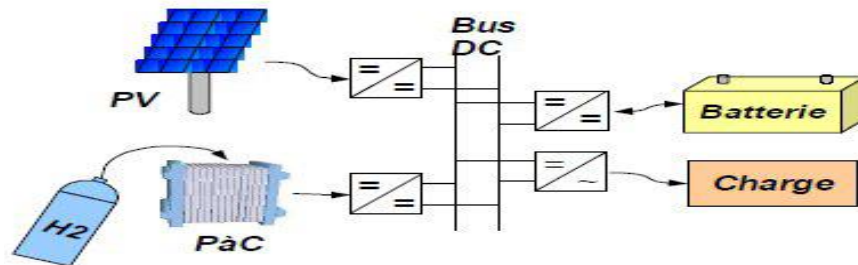 Bus
DC
PV
Batterie
Charge
H2
PàC